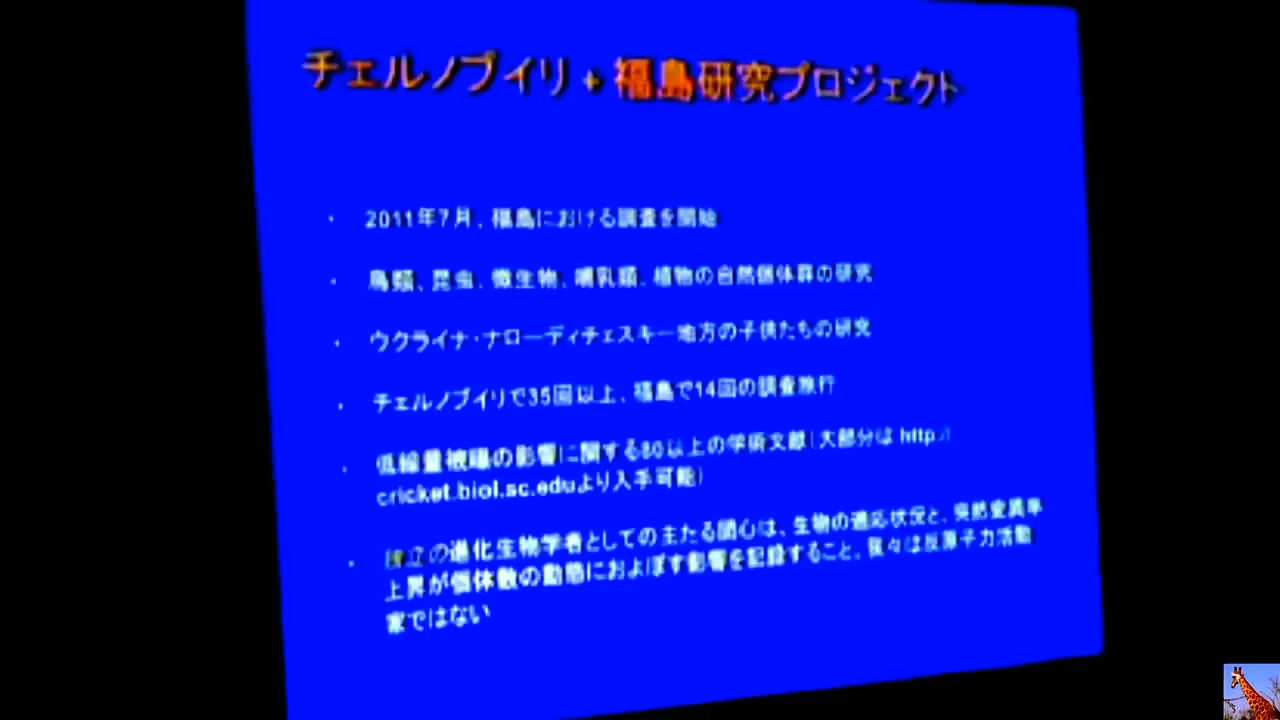 チェルノブイリ + 福島研究プロジェクト
・ 2011年7月、福島における調査を開始
・ 鳥類、昆虫、微生物、哺乳類、植物の自然個体群の研究
・ ウクライナ・ナローディチェスキー地方の子供たちの研究
・ チェルノブイリで35回以上、福島で14回の調査旅行
・ 低線量被曝の影響に関する80以上の学術文献(大部分は http://
cricket.biol.sc.eduより入手可能)
・ 独立の進化生物学者としての主たる関心は、生物の適応状況と、突然変異率
上昇が個体数の動態におよぼす影響を記録すること、我々は反原子力活動
家ではない